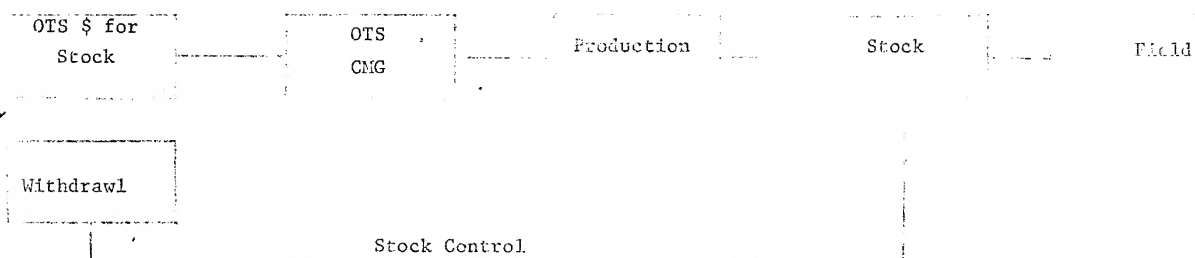 OTS $ for
Stock
OTS
CMG
Production
Stock
Field
Withdrawl
Stock Control